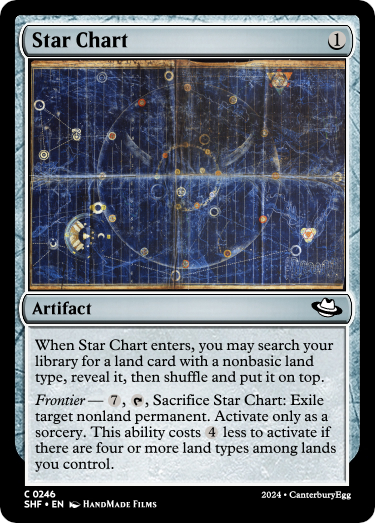 Star Chart 1
Artifact
When Star Chart enters, you may search your
library for a land card with a nonbasic land
type, reveal it, then shuffle and put it on top.
Frontier — 7, , Sacrifice Star Chart: Exile
target nonland permanent. Activate only as a
sorcery. This ability costs 4 less to activate if
there are four or more land types among lands
you control.
C 0246
SHF • EN HandMade Films
2024 • CanterburyEgg